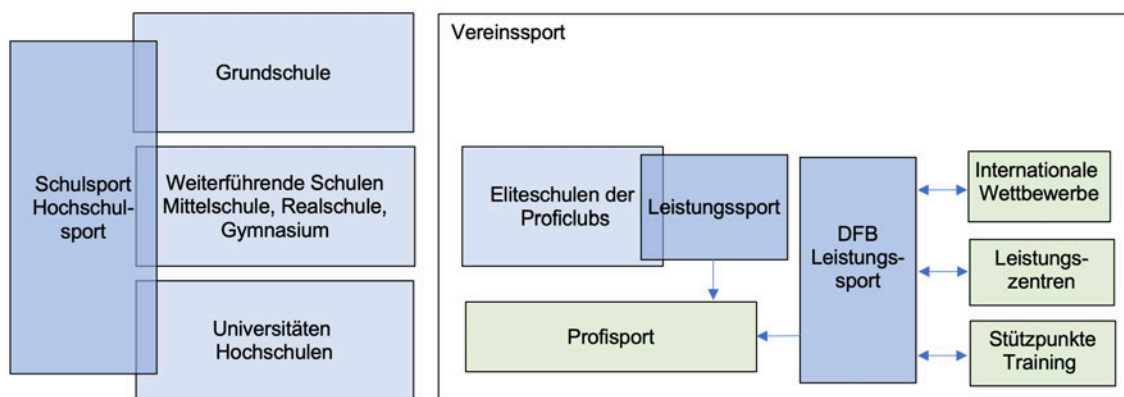 Schulsport
Hochschul-
sport
Grundschule
Weiterführende Schulen
Mittelschule, Realschule,
Gymnasium
Universitäten
Hochschulen
Vereinssport
Eliteschulen der
Proficlubs
Leistungssport
Profisport
DFB
Leistungs-
sport
Internationale
Wettbewerbe
Leistungs-
zentren
Stützpunkte
Training